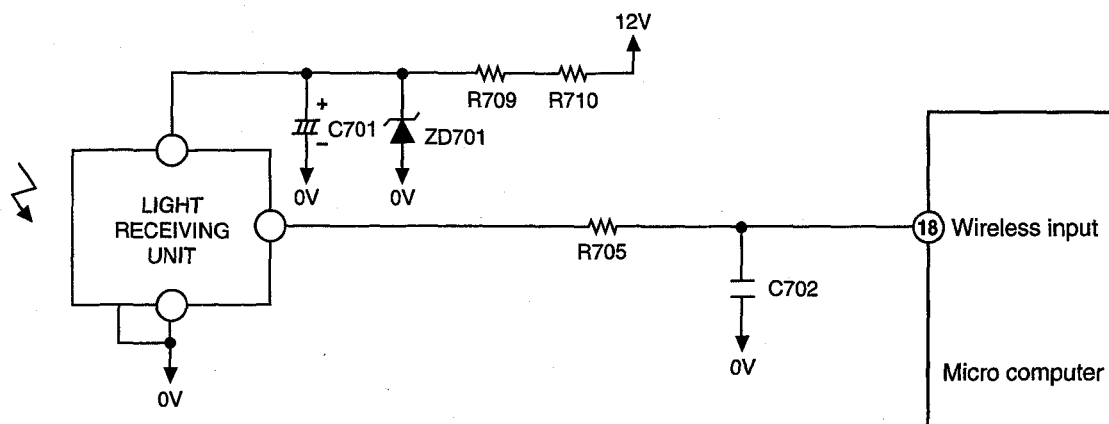 12V
R709 R710
+
C701
-
ZD701
0V
0V
LIGHT
RECEIVING
UNIT
R705
18 Wireless input
C702
0V
0V
Micro computer